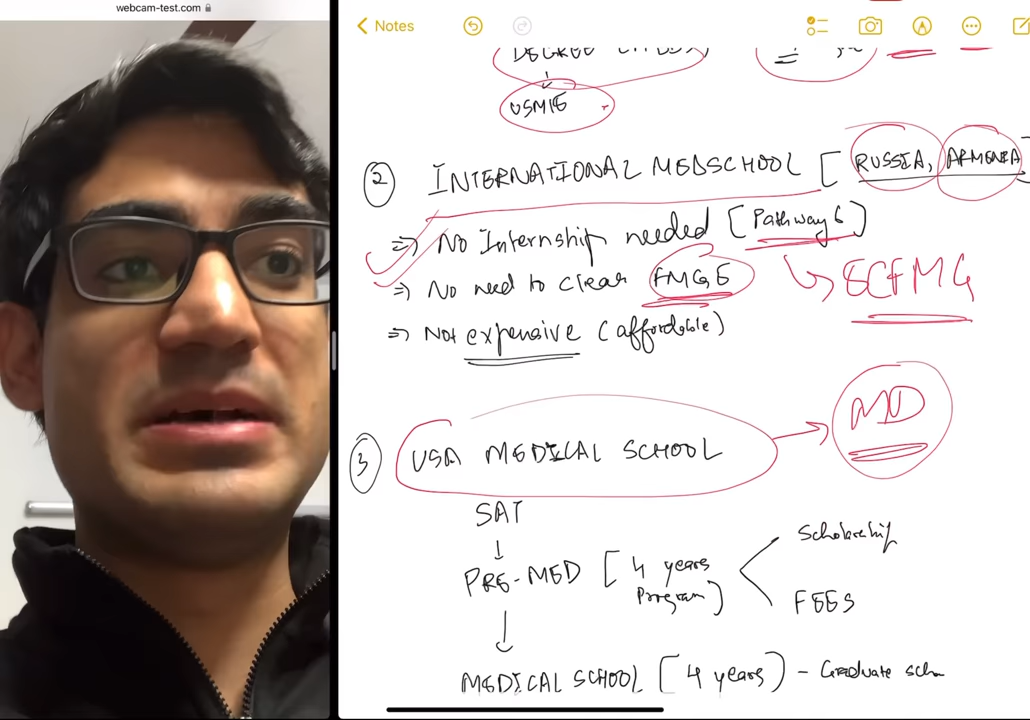 webcam-test.com
Notes
DEGREE
USMLE
② INTERNATIONAL MEDSCHOOL [RUSSIA, ARMENIA]
⇒ No Internship needed [Pathway 6]
⇒ No need to clear FMGE
ECFMG
⇒ Not expensive (affordable)
③ USA MEDICAL SCHOOL → MD
SAT
↓
PRE-MED [4 years Program]
Scholarship
FEES
↓
MEDICAL SCHOOL [4 years) - Graduate